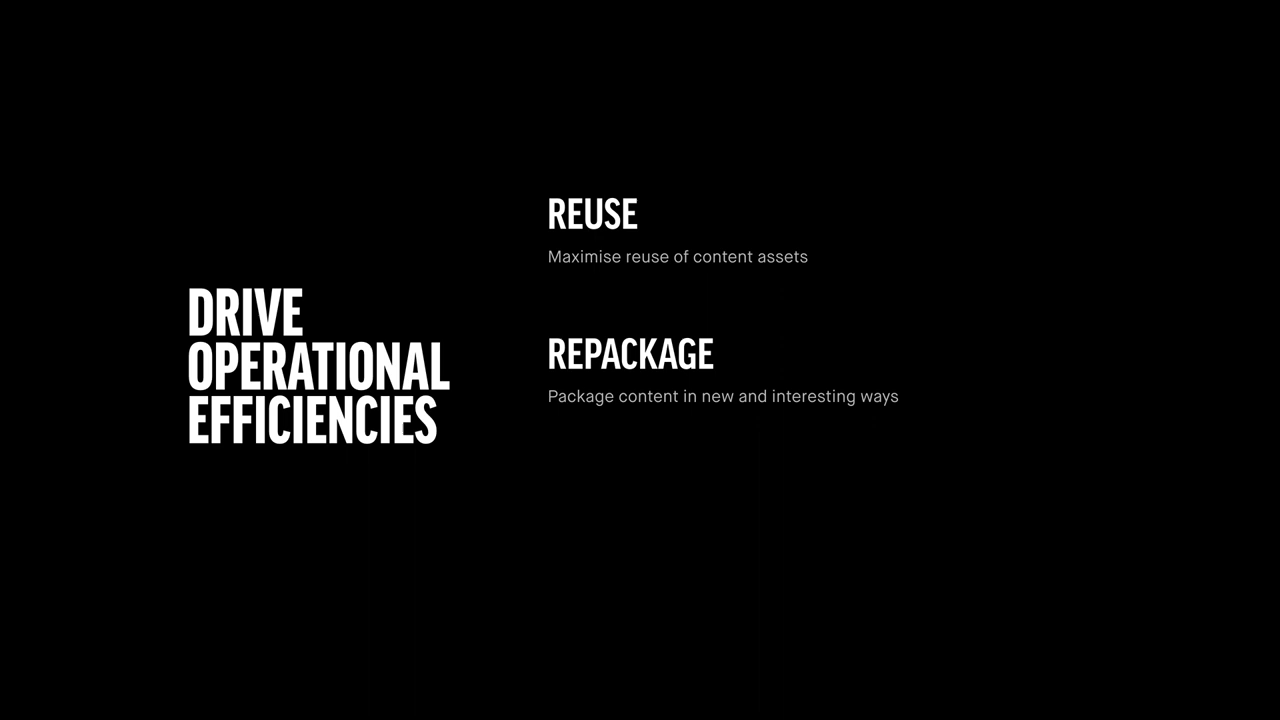 DRIVE
OPERATIONAL
EFFICIENCIES
REUSE
Maximise reuse of content assets
REPACKAGE
Package content in new and interesting ways